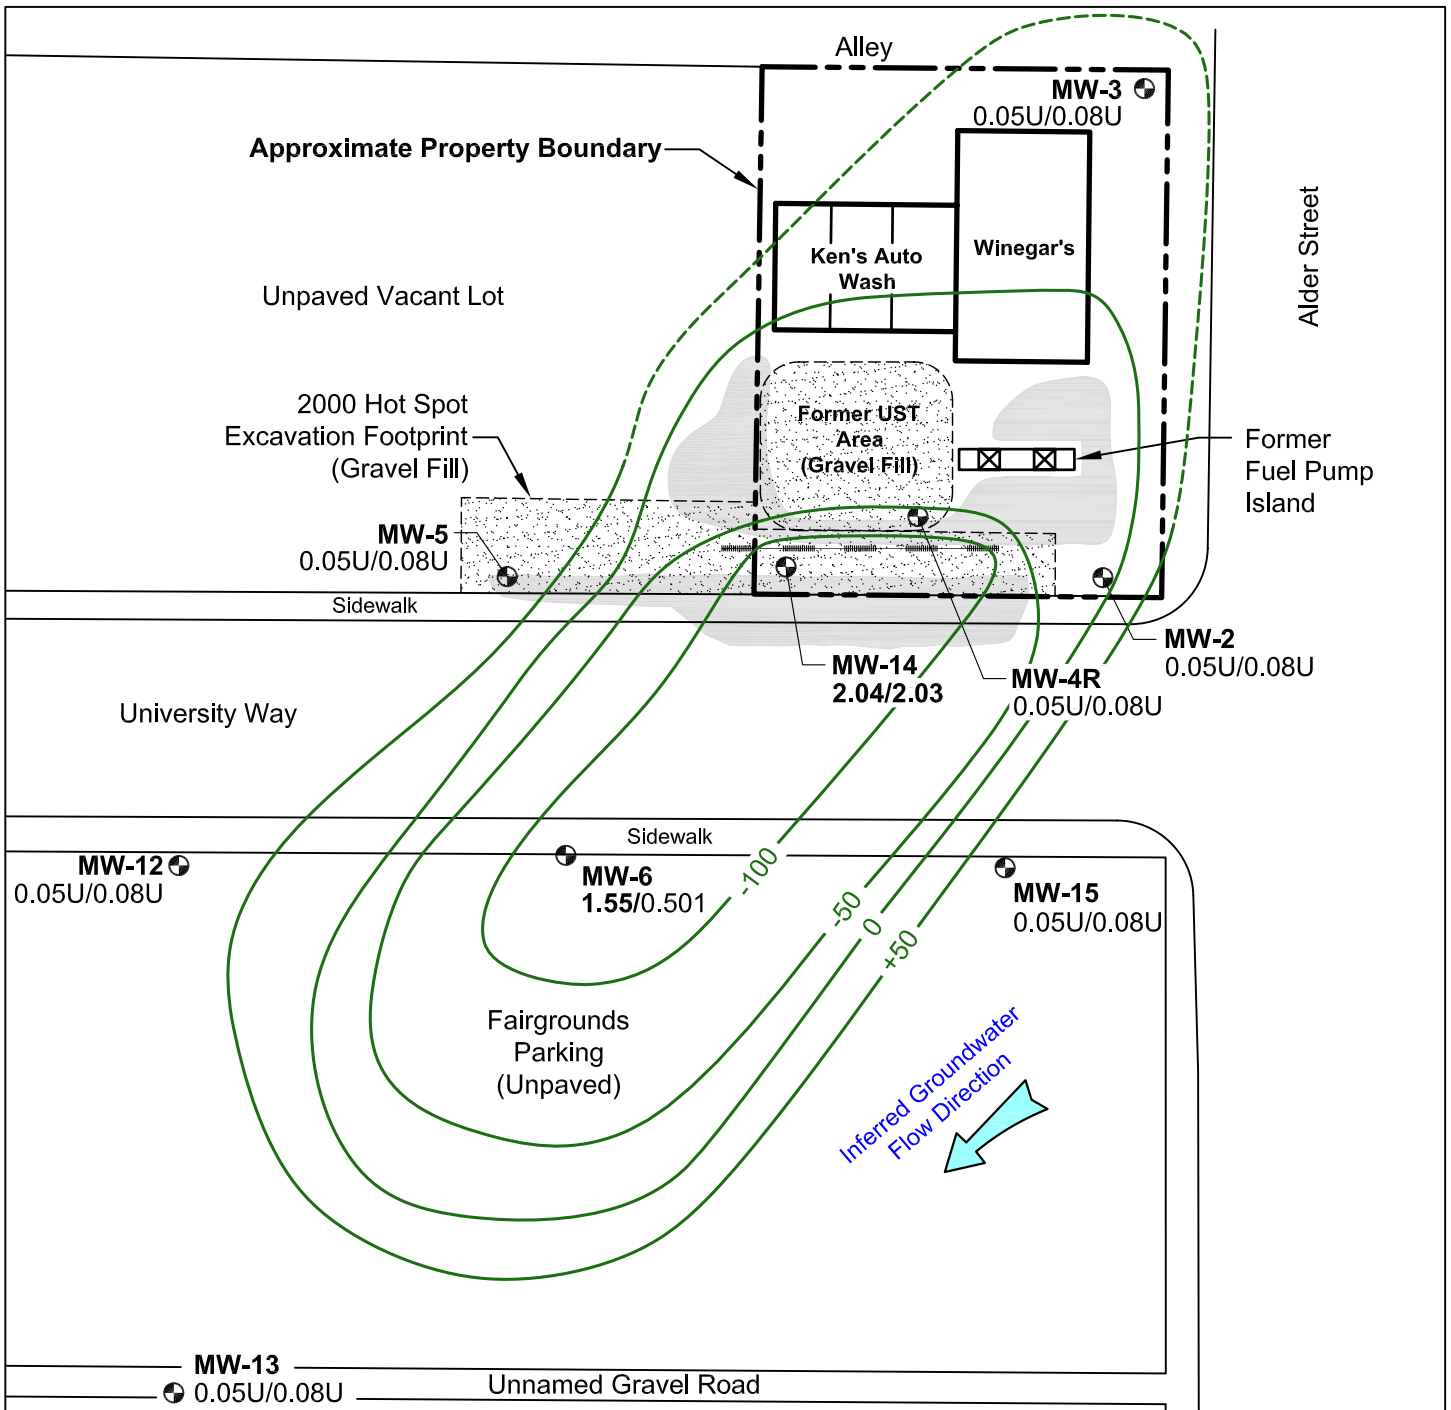 Alley
MW-3
0.05U/0.08U
Approximate Property Boundary
Ken's Auto
Wash
Winegar's
Alder Street
Unpaved Vacant Lot
2000 Hot Spot
Excavation Footprint
(Gravel Fill)
Former UST
Area
(Gravel Fill)
Former
Fuel Pump
Island
MW-5
0.05U/0.08U
Sidewalk
MW-14
2.04/2.03
MW-4R
0.05U/0.08U
MW-2
0.05U/0.08U
University Way
Sidewalk
MW-12
0.05U/0.08U
MW-6
1.55/0.501
-100
-50
0
+50
MW-15
0.05U/0.08U
Fairgrounds
Parking
(Unpaved)
Inferred Groundwater
Flow Direction
MW-13
0.05U/0.08U
Unnamed Gravel Road